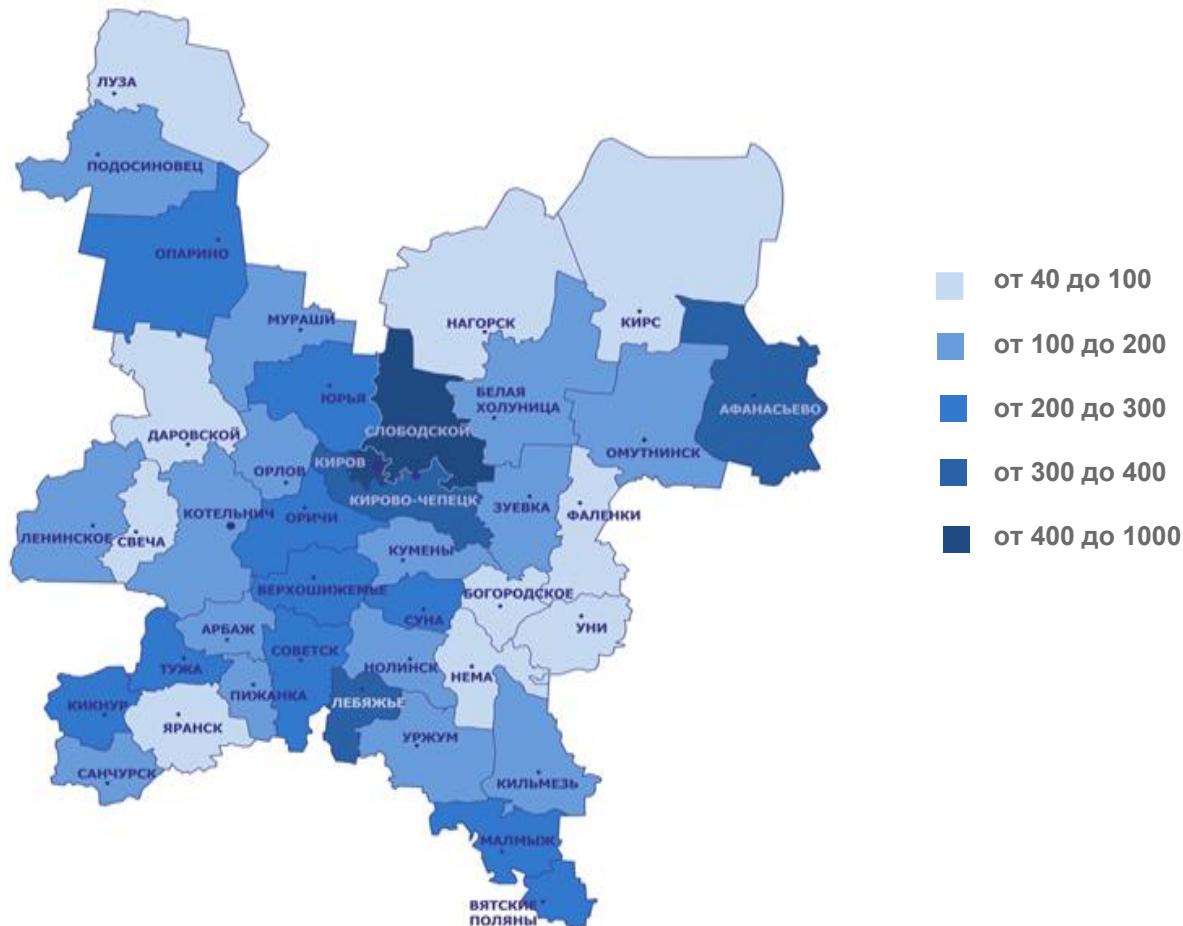 ЛУЗА
ПОДОСИНОВЕЦ
ОПАРИНО
МУРАШИ
НАГОРСК
КИРС
ЮРЬЯ
БЕЛАЯ
ХОЛУНИЦА
АФАНАСЬЕВО
ДАРОВСКОЙ
СЛОБОДСКОЙ
ОМУТНИНСК
ОРЛОВ
КИРОВ
КИРОВО-ЧЕПЕЦК
ЗУЕВКА
ФАЛЕНКИ
КОТЕЛЬНИЧ
ОРИЧИ
ЛЕНИНСКОЕ
СВЕЧА
КУМЕНЫ
ВЕРХОШИЖЕМЬЕ
БОГОРОДСКОЕ
СУНА
УНИ
АРБАЖ
СОВЕТСК
ТУЖА
НОЛИНСК
НЕМА
ПИЖАНКА
ЛЕБЯЖЬЕ
КИКНУР
ЯРАНСК
УРЖУМ
САНЧУРСК
КИЛЬМЕЗЬ
МАЛМЫЖ
ВЯТСКИЕ
ПОЛЯНЫ
от 40 до 100
от 100 до 200
от 200 до 300
от 300 до 400
от 400 до 1000